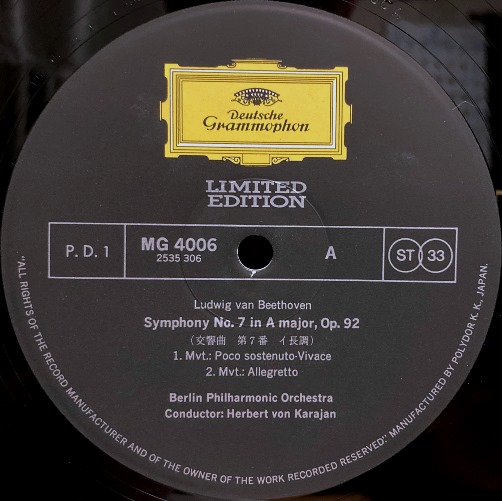 Deutsche
Grammophon
LIMITED
EDITION
P.D.1
MG 4006
2535 306
A
ST 33
Ludwig van Beethoven
Symphony No. 7 in A major, Op. 92
(交響曲 第7番 イ長調)
1. Mvt.: Poco sostenuto-Vivace
2. Mvt.: Allegretto
Berlin Philharmonic Orchestra
Conductor: Herbert von Karajan
"ALL RIGHTS OF THE RECORD MANUFACTURER AND OF THE OWNER OF THE WORK RECORDED RESERVED." MANUFACTURED BY POLYDOR K.K., JAPAN.